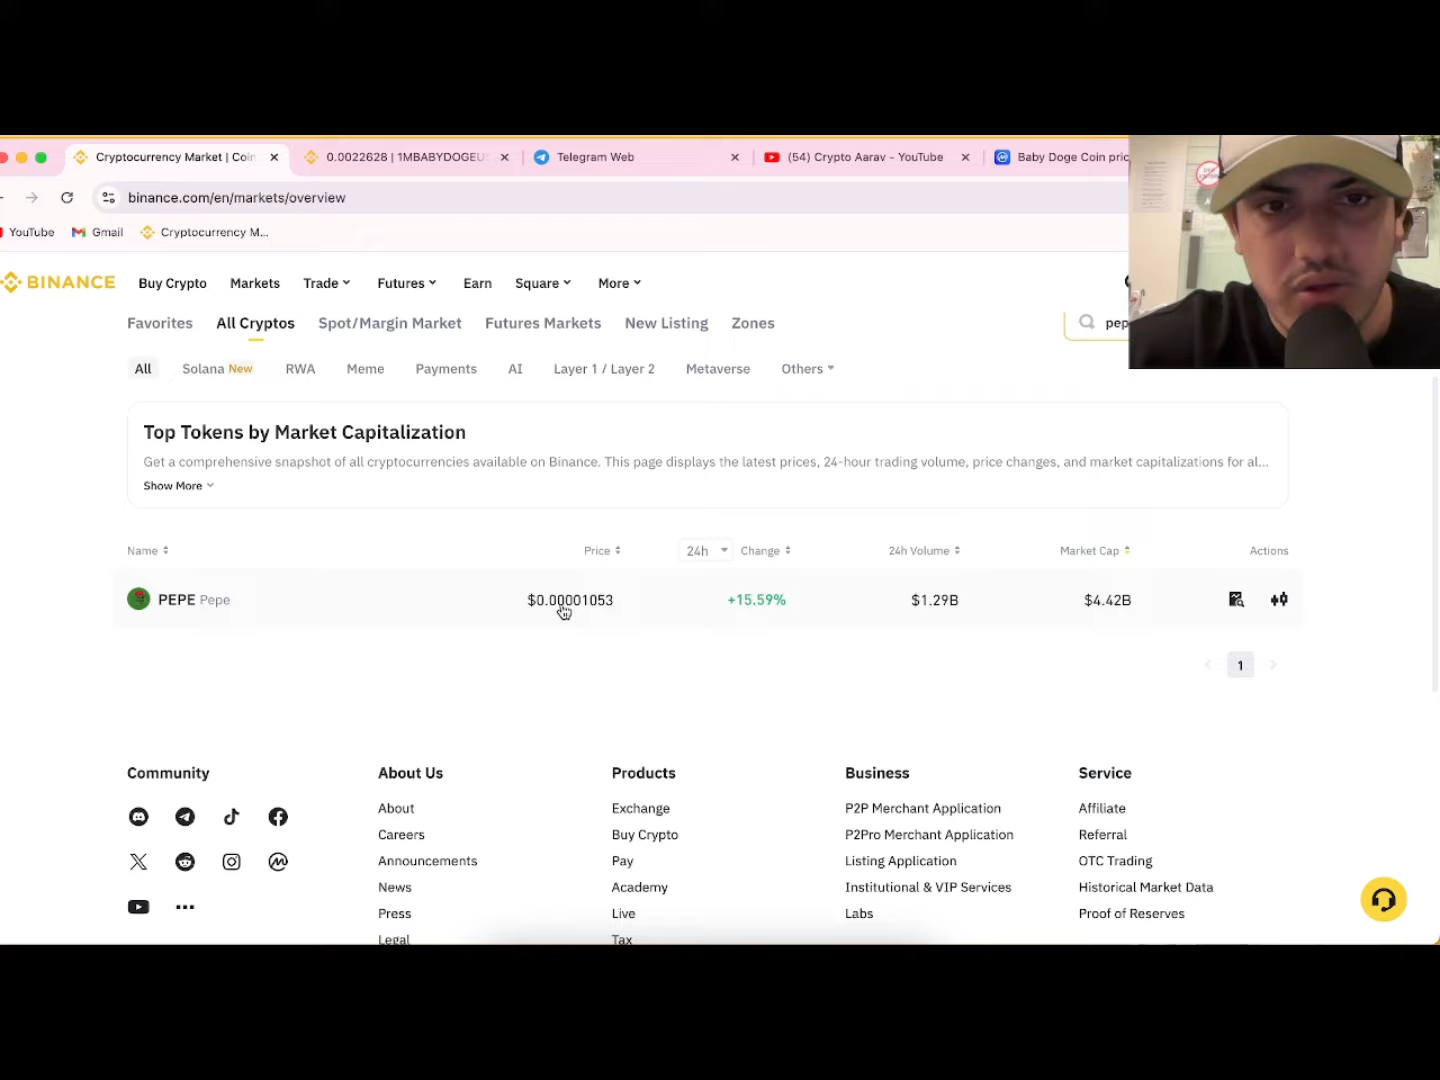 Cryptocurrency Market | Coin
0.0022628 | 1MBABYDOGEUS
Telegram Web
(54) Crypto Aarav - YouTube
Baby Doge Coin pric
binance.com/en/markets/overview
YouTube
Gmail
Cryptocurrency M...
BINANCE
Buy Crypto
Markets
Trade
Futures
Earn
Square
More
Favorites
All Cryptos
Spot/Margin Market
Futures Markets
New Listing
Zones
pep
All
Solana New
RWA
Meme
Payments
AI
Layer 1 / Layer 2
Metaverse
Others
Top Tokens by Market Capitalization
Get a comprehensive snapshot of all cryptocurrencies available on Binance. This page displays the latest prices, 24-hour trading volume, price changes, and market capitalizations for al...
Show More
Name
Price
24h
Change
24h Volume
Market Cap
Actions
PEPE Pepe
$0.00001053
+15.59%
$1.29B
$4.42B
1
Community
About Us
About
Careers
Announcements
News
Press
Legal
Products
Exchange
Buy Crypto
Pay
Academy
Live
Tax
Business
P2P Merchant Application
P2Pro Merchant Application
Listing Application
Institutional & VIP Services
Labs
Service
Affiliate
Referral
OTC Trading
Historical Market Data
Proof of Reserves